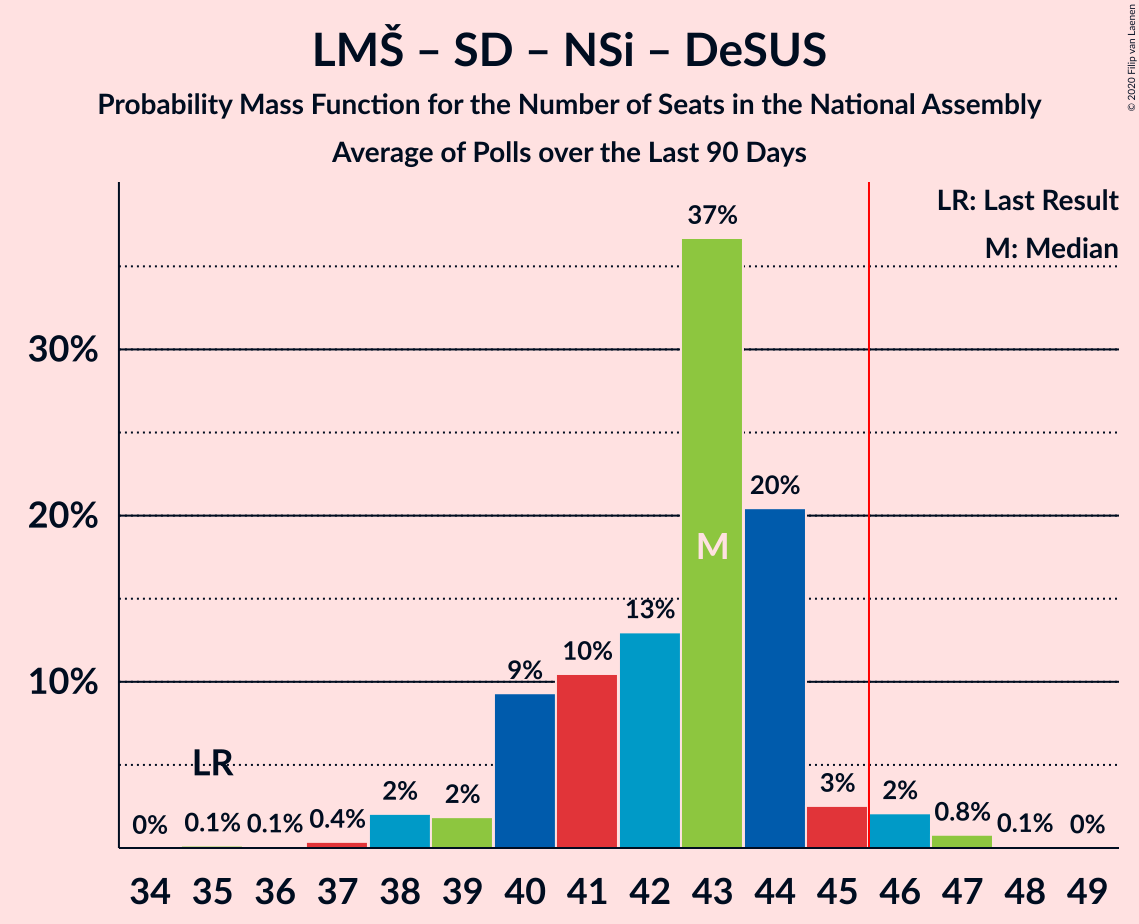 LMŠ – SD – NSi – DeSUS
Probability Mass Function for the Number of Seats in the National Assembly
Average of Polls over the Last 90 Days
© 2020 Filip van Laenen
LR: Last Result
M: Median
37%
30%
20%
20%
M
13%
10%
9%
10%
LR
0%
0.1%
0.1%
0.4%
2%
2%
3%
2%
0.8%
0.1%
0%
34 35 36 37 38 39 40 41 42 43 44 45 46 47 48 49